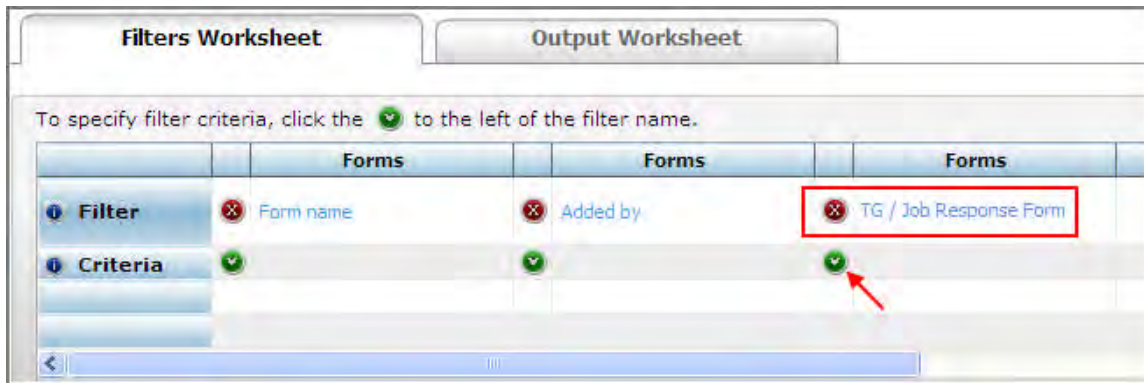 Filters Worksheet Output Worksheet
To specify filter criteria, click the to the left of the filter name.
Forms Forms Forms
Filter Form name Added by TG / Job Response Form
Criteria